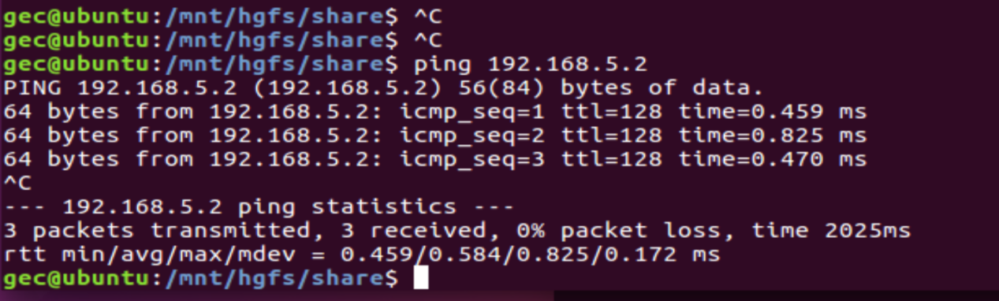 gec@ubuntu:/mnt/hgfs/share$ ^C
gec@ubuntu:/mnt/hgfs/share$ ^C
gec@ubuntu:/mnt/hgfs/share$ ping 192.168.5.2
PING 192.168.5.2 (192.168.5.2) 56(84) bytes of data.
64 bytes from 192.168.5.2: icmp_seq=1 ttl=128 time=0.459 ms
64 bytes from 192.168.5.2: icmp_seq=2 ttl=128 time=0.825 ms
64 bytes from 192.168.5.2: icmp_seq=3 ttl=128 time=0.470 ms
^C
--- 192.168.5.2 ping statistics ---
3 packets transmitted, 3 received, 0% packet loss, time 2025ms
rtt min/avg/max/mdev = 0.459/0.584/0.825/0.172 ms
gec@ubuntu:/mnt/hgfs/share$